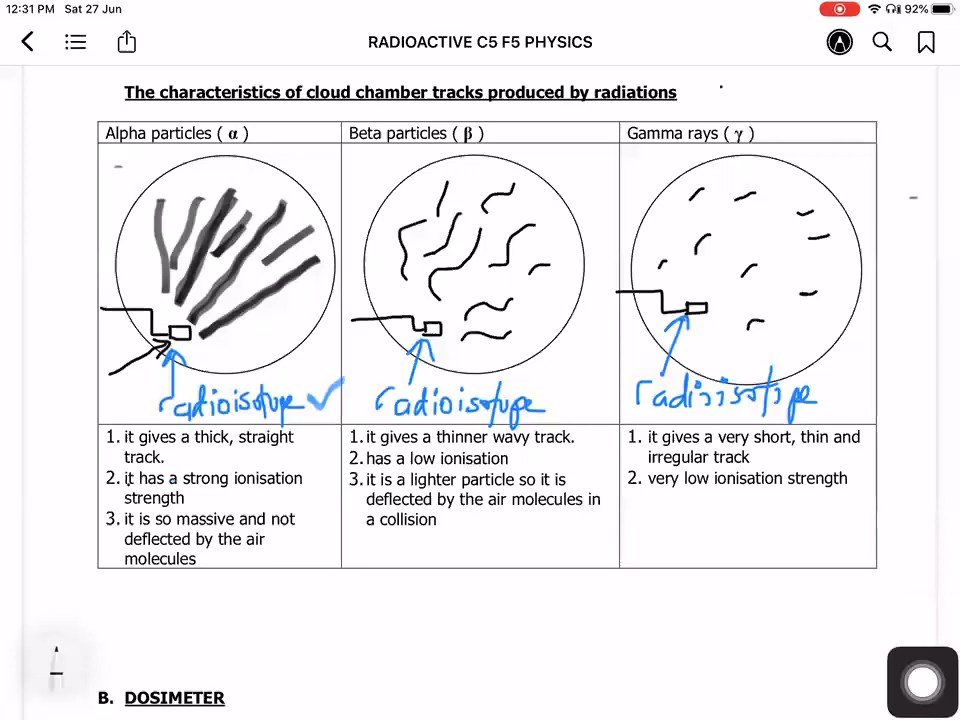 12:31 PM Sat 27 Jun
92%
RADIOACTIVE C5 F5 PHYSICS
The characteristics of cloud chamber tracks produced by radiations
Alpha particles ( α )
Beta particles ( β )
Gamma rays ( γ )
radioisotope
radioisotope
radioisotope
1. it gives a thick, straight
track.
2. it has a strong ionisation
strength
3. it is so massive and not
deflected by the air
molecules
1. it gives a thinner wavy track.
2. has a low ionisation
3. it is a lighter particle so it is
deflected by the air molecules in
a collision
1. it gives a very short, thin and
irregular track
2. very low ionisation strength
B. DOSIMETER